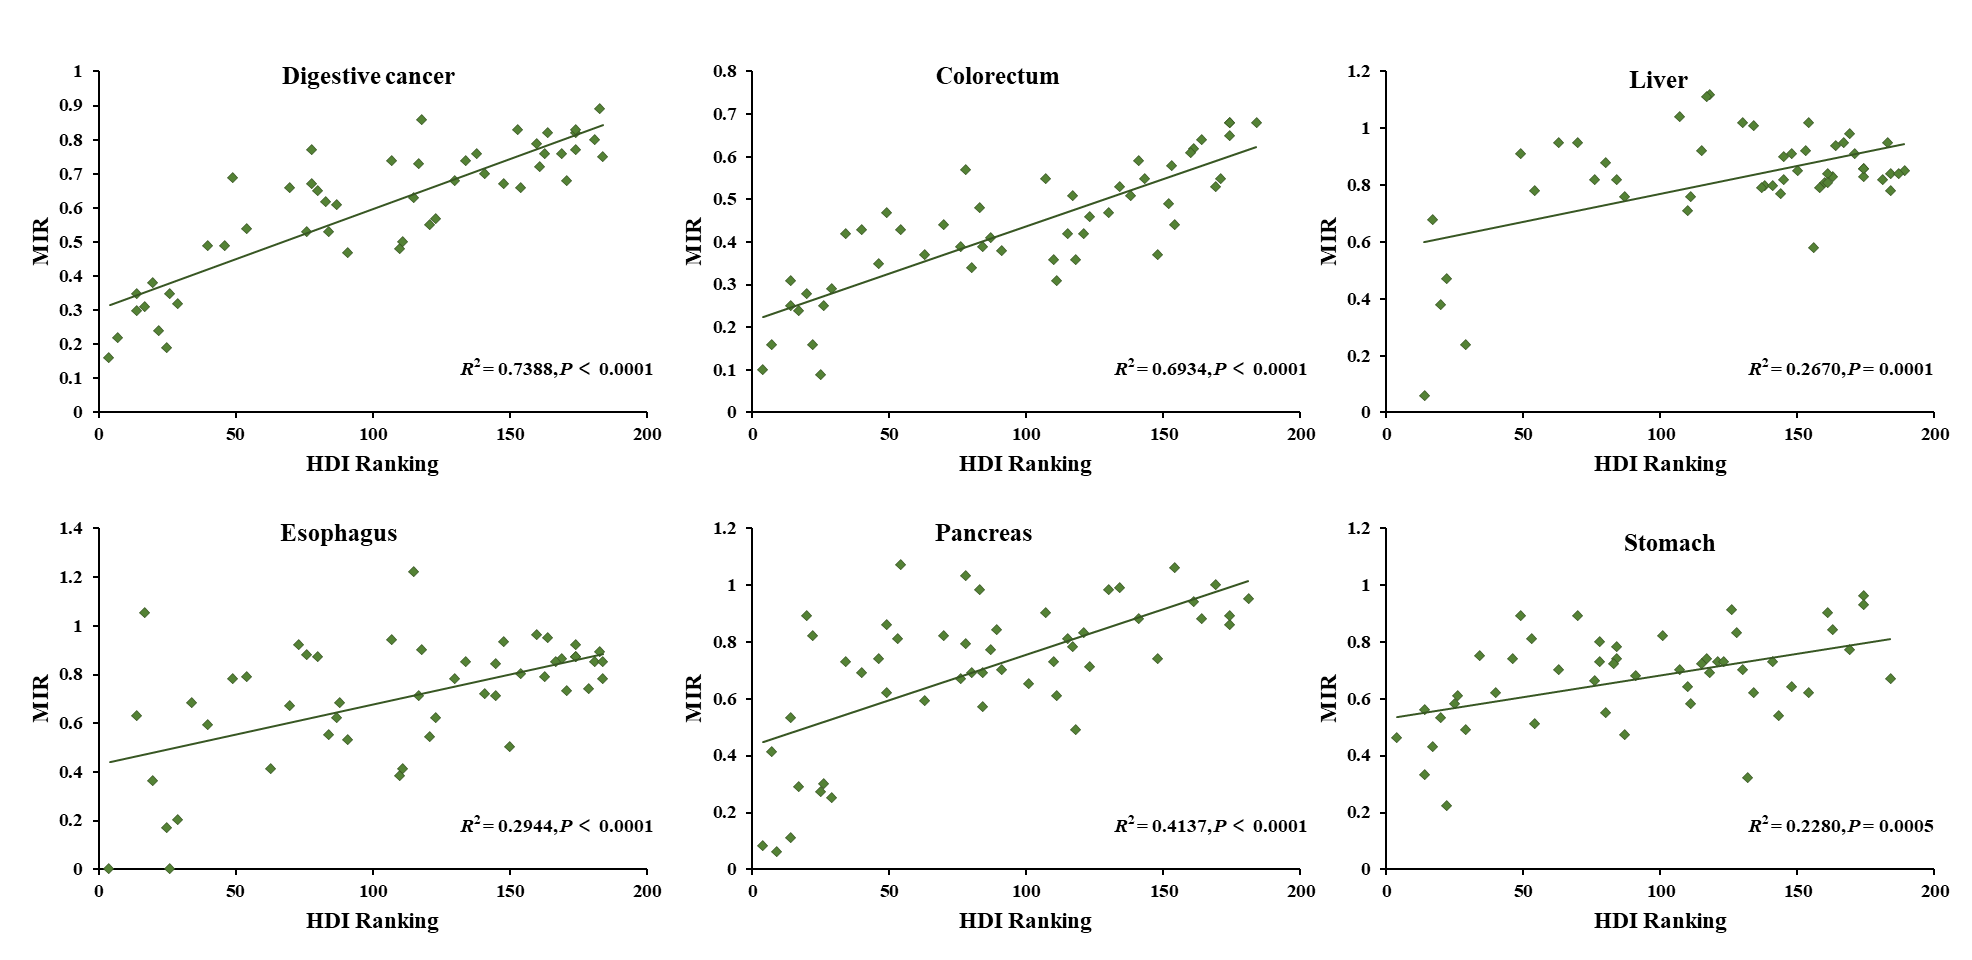 Digestive cancer
1
0.9
0.8
0.7
0.6
0.5
0.4
0.3
0.2
0.1
0
MIR
R² = 0.7388, P < 0.0001
0 50 100 150 200
HDI Ranking
Colorectum
0.8
0.7
0.6
0.5
0.4
0.3
0.2
0.1
0
MIR
R² = 0.6934, P < 0.0001
0 50 100 150 200
HDI Ranking
Liver
1.2
1
0.8
0.6
0.4
0.2
0
MIR
R² = 0.2670, P = 0.0001
0 50 100 150 200
HDI Ranking
Esophagus
1.4
1.2
1
0.8
0.6
0.4
0.2
0
MIR
R² = 0.2944, P < 0.0001
0 50 100 150 200
HDI Ranking
Pancreas
1.2
1
0.8
0.6
0.4
0.2
0
MIR
R² = 0.4137, P < 0.0001
0 50 100 150 200
HDI Ranking
Stomach
1.2
1
0.8
0.6
0.4
0.2
0
MIR
R² = 0.2280, P = 0.0005
0 50 100 150 200
HDI Ranking